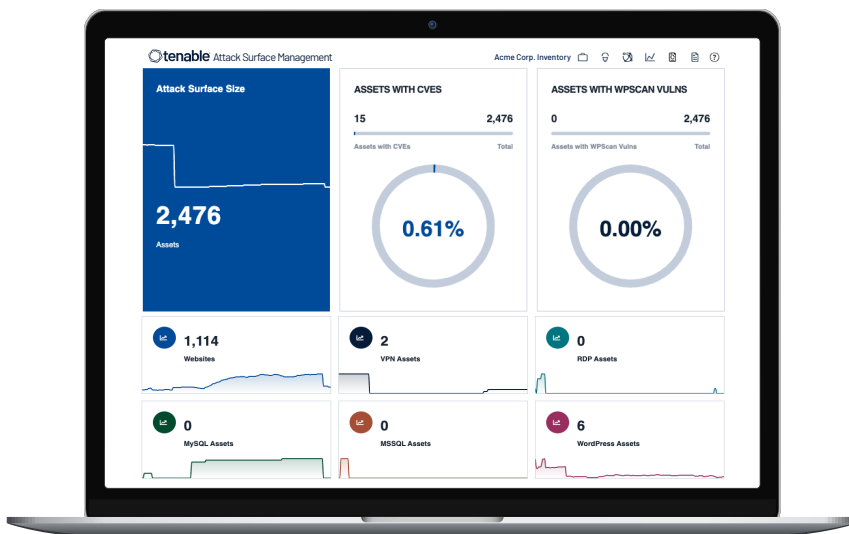 tenable Attack Surface Management
Acme Corp. Inventory
Attack Surface Size
2,476
Assets
ASSETS WITH CVES
15 2,476
Assets with CVEs Total
0.61%
ASSETS WITH WPSCAN VULNS
0 2,476
Assets with WPScan Vulns Total
0.00%
1,114
Websites
2
VPN Assets
0
RDP Assets
0
MySQL Assets
0
MSSQL Assets
6
WordPress Assets